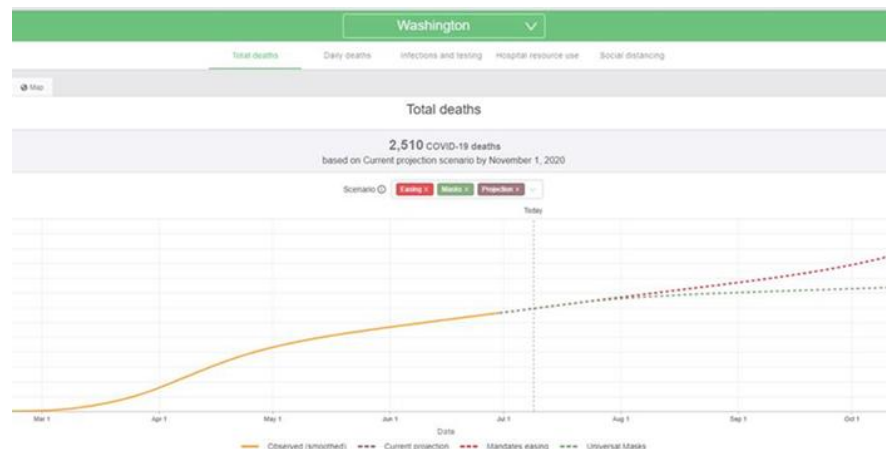 Washington
Total deaths Daily deaths Infections and testing Hospital resource use Social distancing
Map
Total deaths
2,510 COVID-19 deaths
based on Current projection scenario by November 1, 2020
Scenario Easing × Masks × Projection ×
Today
Mar 1 Apr 1 May 1 Jun 1 Jul 1 Aug 1 Sep 1 Oct 1
Date
Observed (smoothed) Current projection Mandates easing Universal Masks